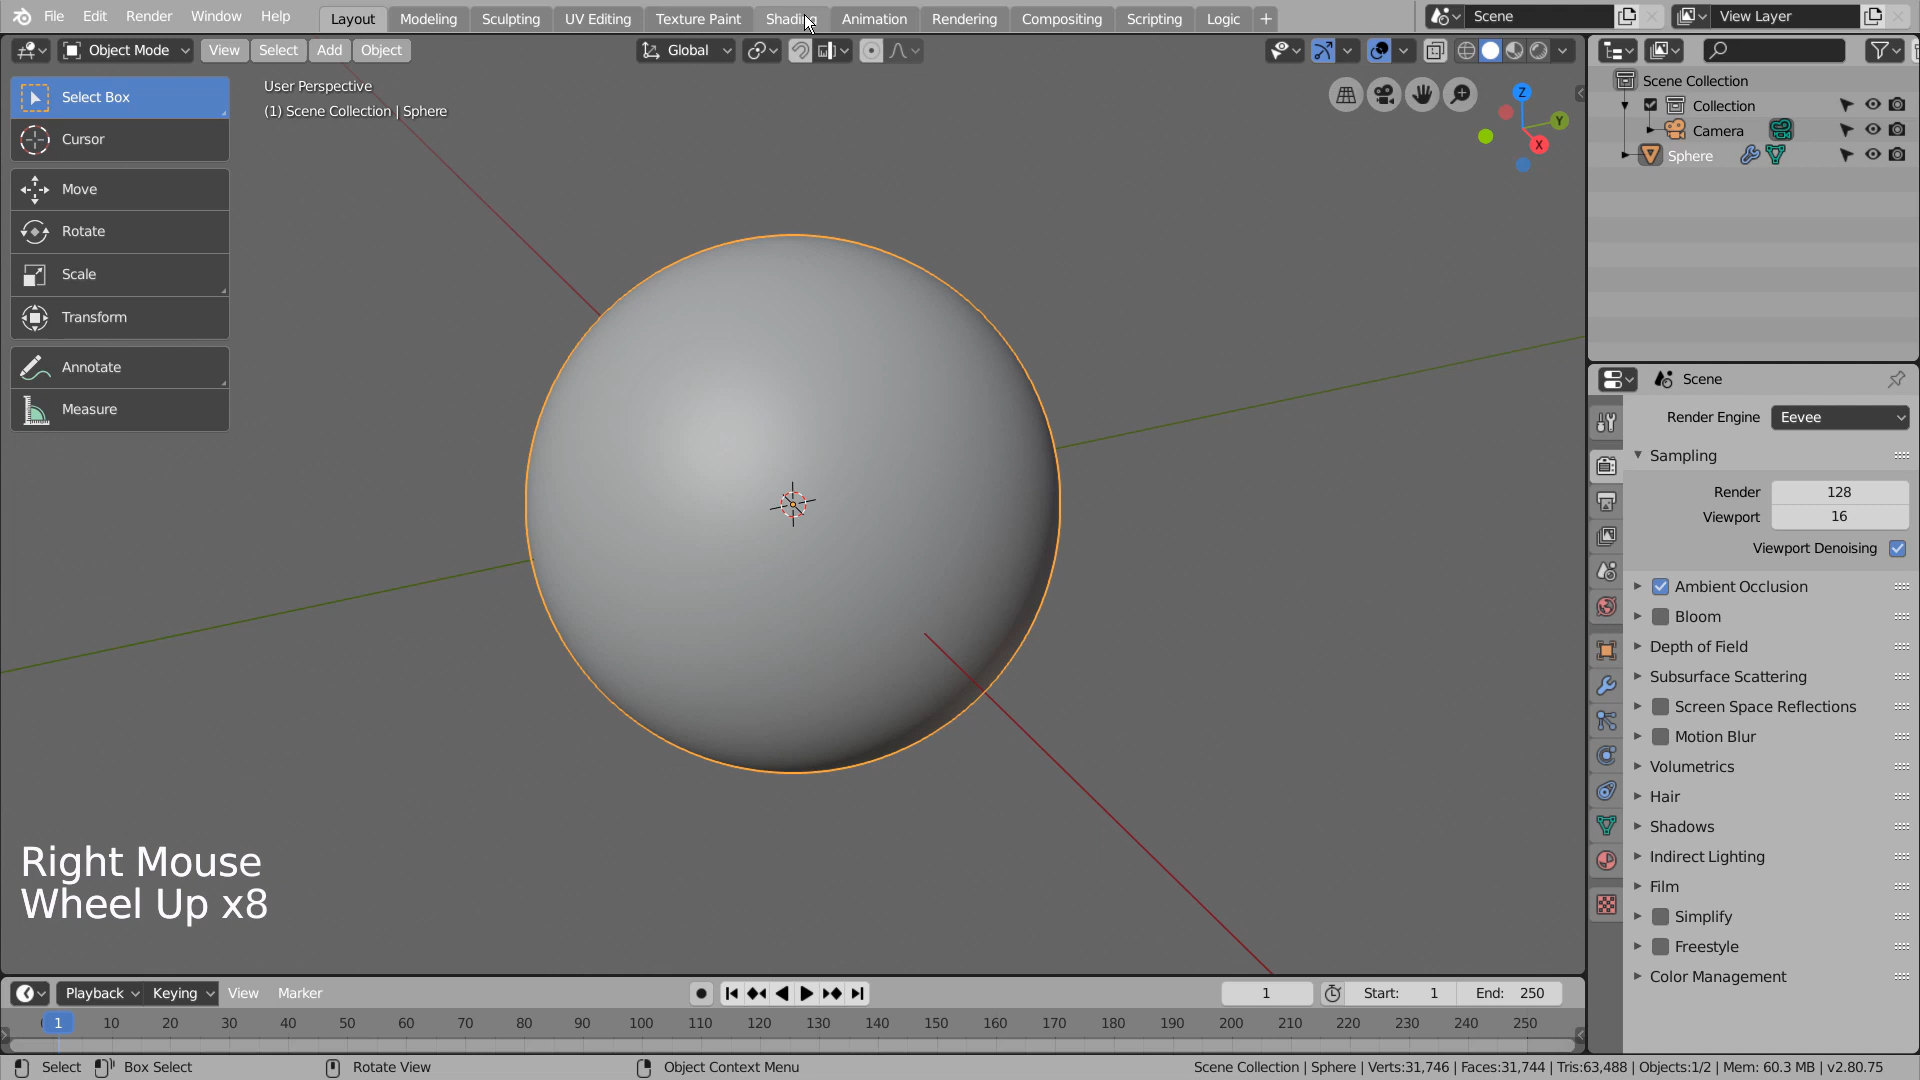 File Edit Render Window Help Layout Modeling Sculpting UV Editing Texture Paint Shading Animation Rendering Compositing Scripting Logic + Scene View Layer
Object Mode View Select Add Object Global
Select Box
Cursor
Move
Rotate
Scale
Transform
Annotate
Measure
User Perspective
(1) Scene Collection | Sphere
Z
Y
X
Right Mouse
Wheel Up x8
Scene Collection
Collection
Camera
Sphere
Scene
Render Engine Eevee
Sampling
Render 128
Viewport 16
Viewport Denoising
Ambient Occlusion
Bloom
Depth of Field
Subsurface Scattering
Screen Space Reflections
Motion Blur
Volumetrics
Hair
Shadows
Indirect Lighting
Film
Simplify
Freestyle
Color Management
Playback Keying View Marker 1 Start: 1 End: 250
1 10 20 30 40 50 60 70 80 90 100 110 120 130 140 150 160 170 180 190 200 210 220 230 240 250
Select Box Select Rotate View Object Context Menu Scene Collection | Sphere | Verts:31,746 | Faces:31,744 | Tris:63,488 | Objects:1/2 | Mem: 60.3 MB | v2.80.75